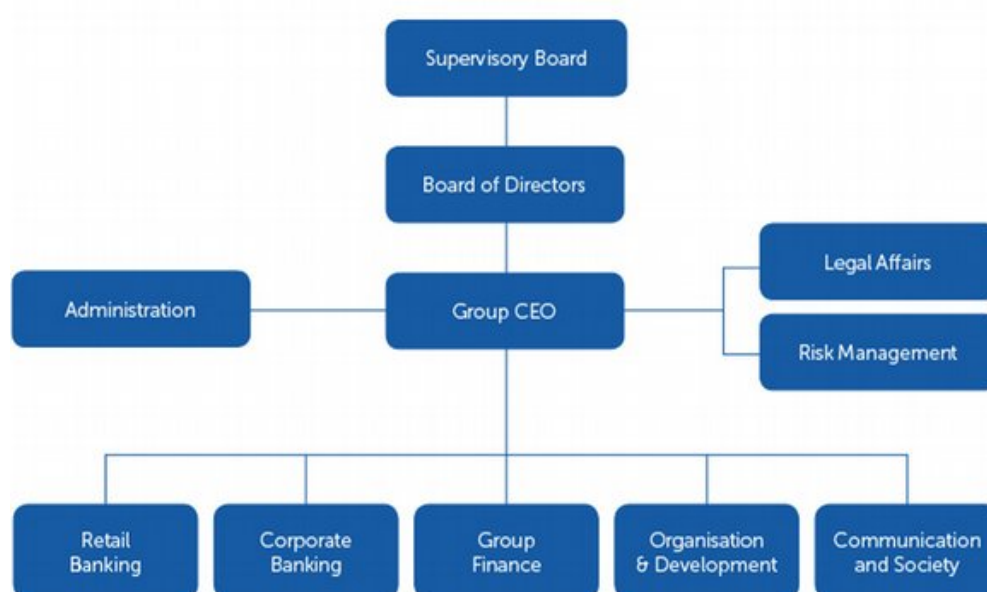 Supervisory Board
Board of Directors
Legal Affairs
Administration
Group CEO
Risk Management
Retail
Banking
Corporate
Banking
Group
Finance
Organisation
& Development
Communication
and Society